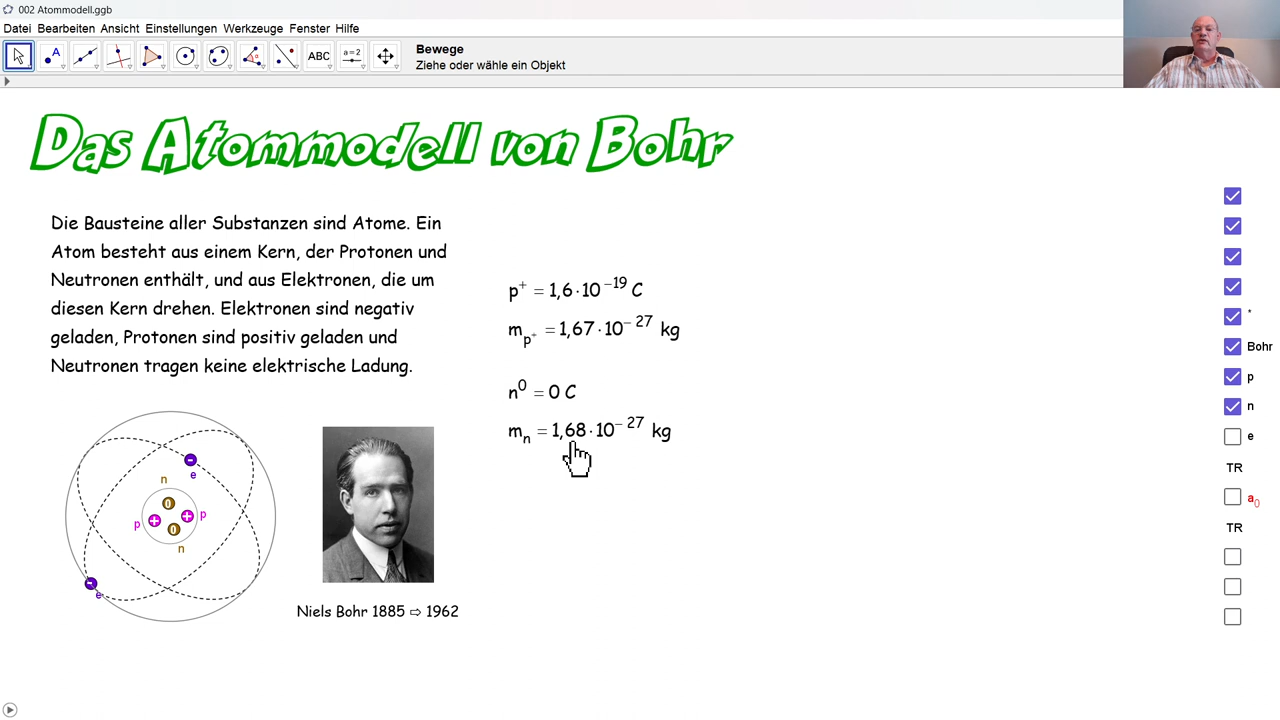 002 Atommodell.ggb
Datei Bearbeiten Ansicht Einstellungen Werkzeuge Fenster Hilfe
A
ABC
a=2
Bewege
Ziehe oder wähle ein Objekt
Das Atommodell von Bohr
Die Bausteine aller Substanzen sind Atome. Ein
Atom besteht aus einem Kern, der Protonen und
Neutronen enthält, und aus Elektronen, die um
diesen Kern drehen. Elektronen sind negativ
geladen, Protonen sind positiv geladen und
Neutronen tragen keine elektrische Ladung.
p⁺ = 1,6·10⁻¹⁹ C
m_p⁺ = 1,67·10⁻²⁷ kg
n⁰ = 0 C
mₙ = 1,68·10⁻²⁷ kg
-
e
n
0
p + + p
0
n
-
e
Niels Bohr 1885 ⇨ 1962
*
Bohr
p
n
e
TR
a₀
TR